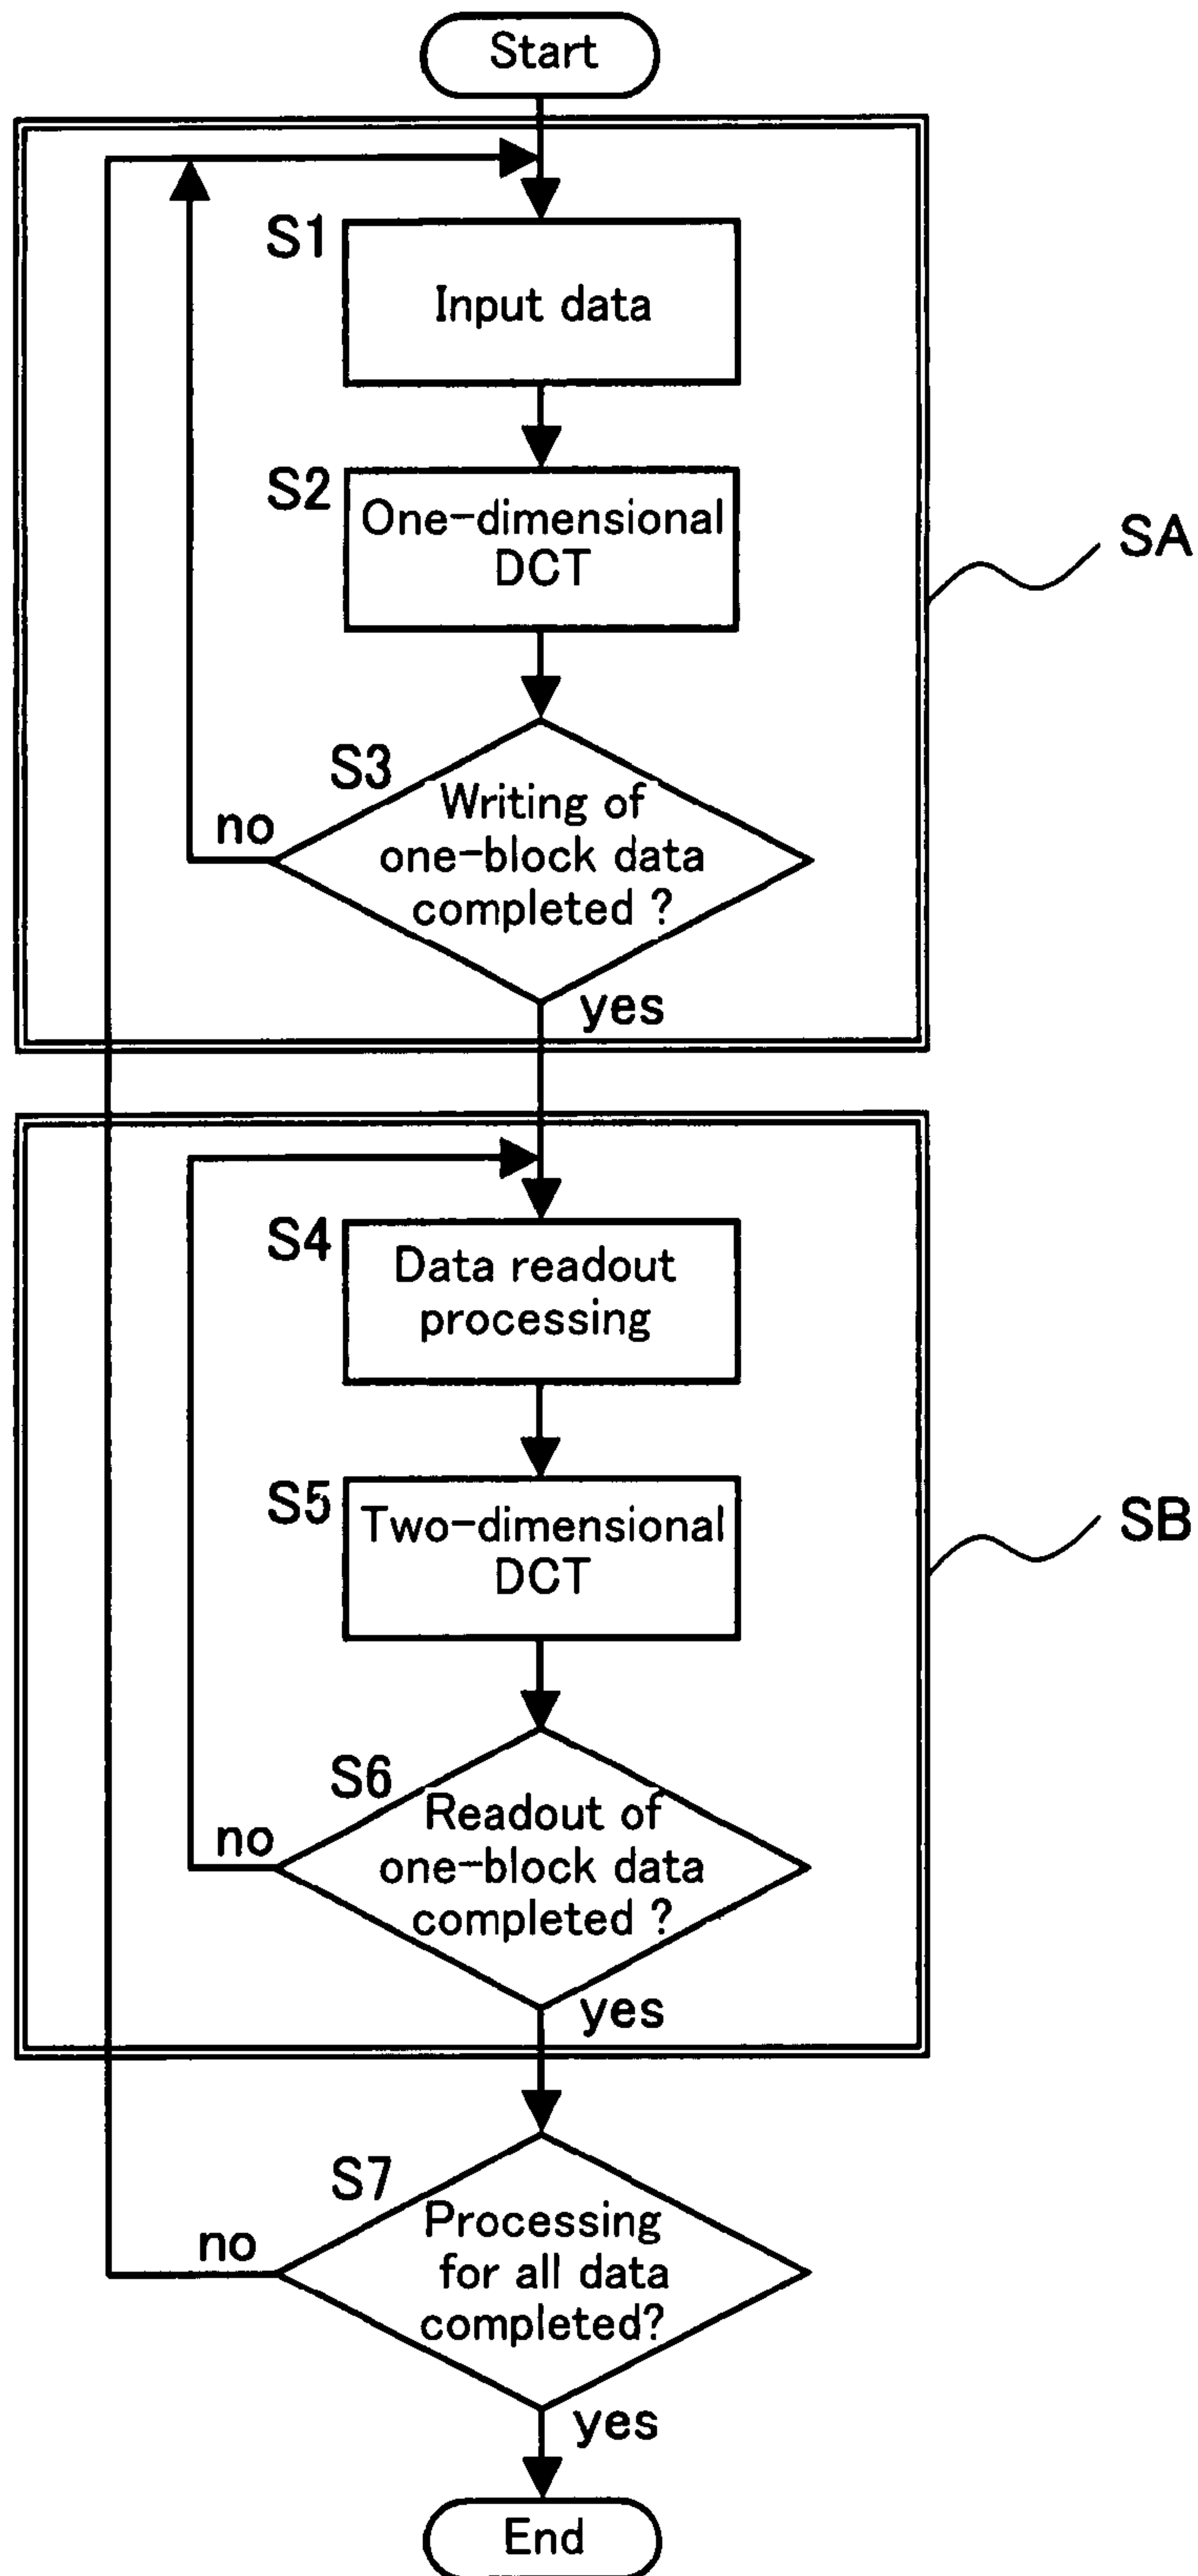 Start
S1
Input data
S2
One-dimensional
DCT
SA
S3
Writing of
one-block data
completed ?
no
yes
S4
Data readout
processing
S5
Two-dimensional
DCT
SB
S6
Readout of
one-block data
completed ?
no
yes
S7
Processing
for all data
completed?
no
yes
End